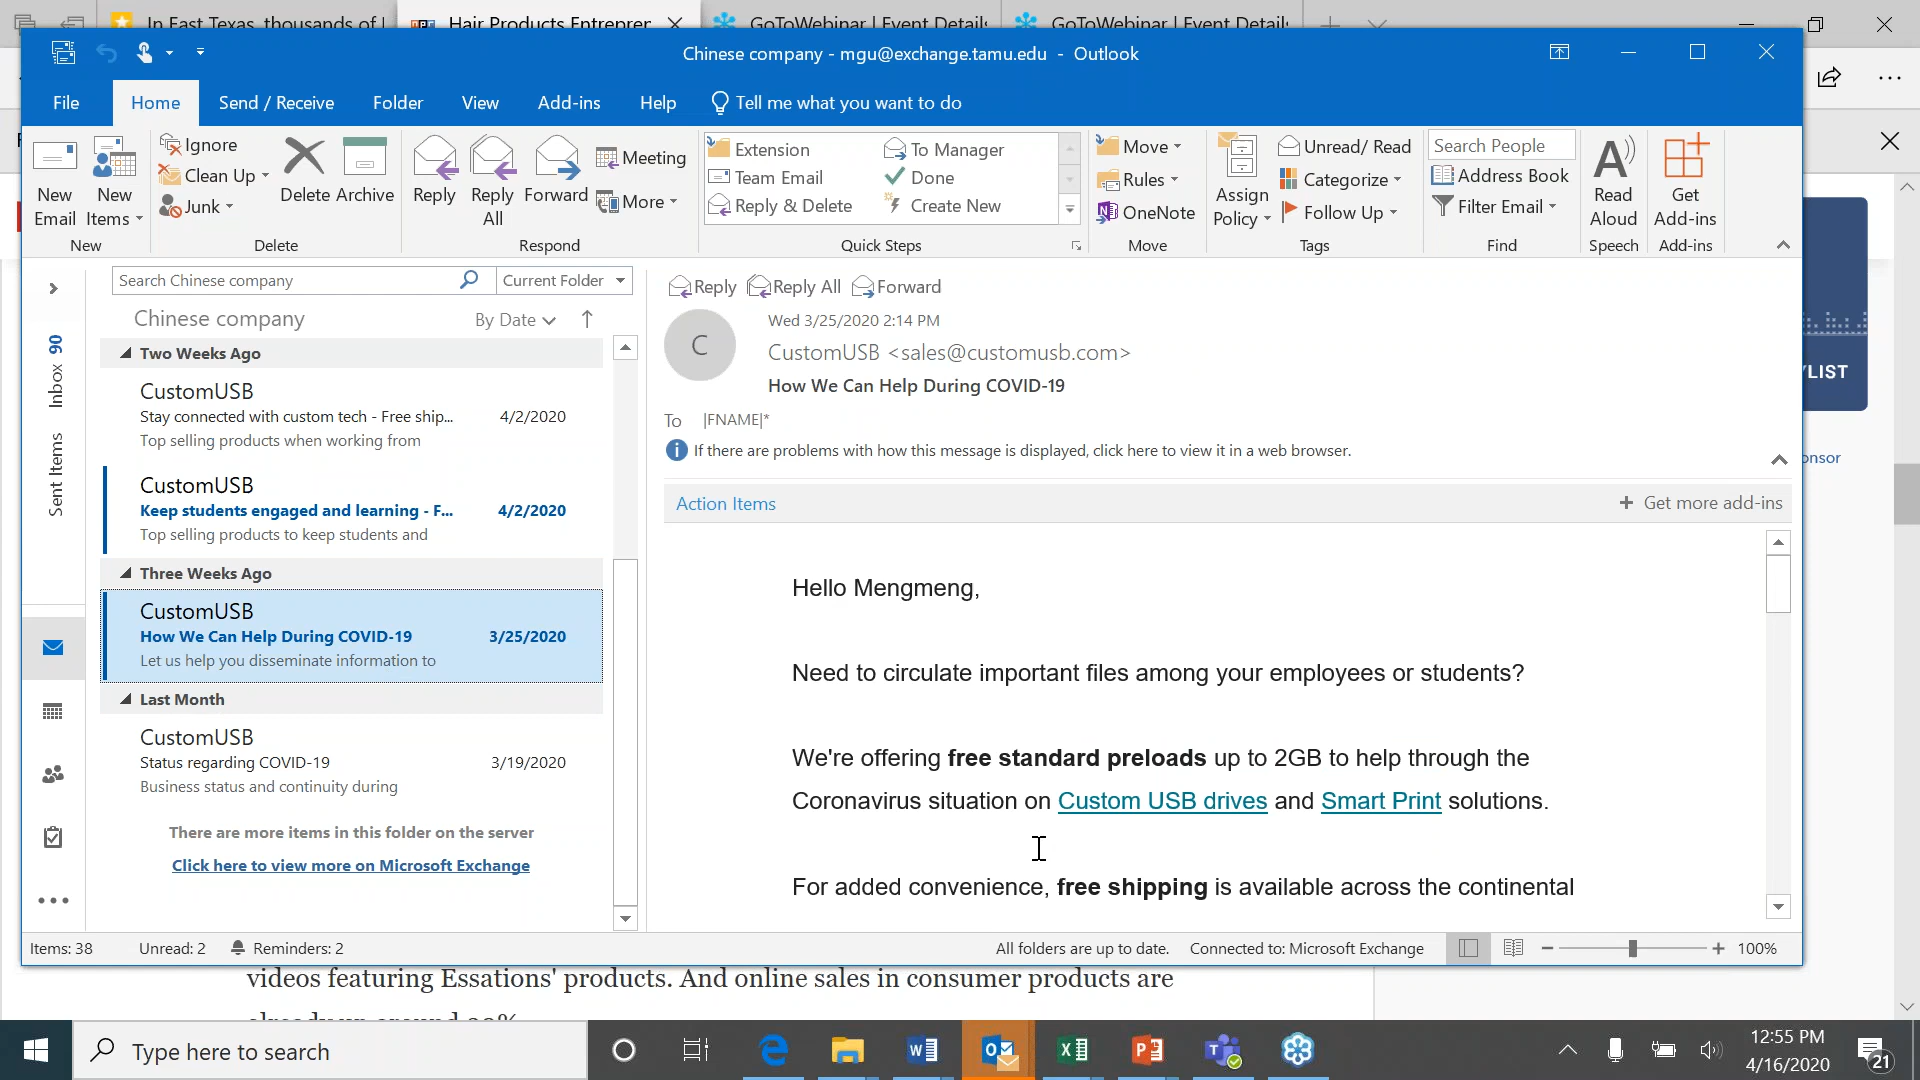 In East Texas, thousands of
Hair Products Entreprer
GoToWebinar | Event Details
GoToWebinar | Event Details
Chinese company - mgu@exchange.tamu.edu - Outlook
File Home Send / Receive Folder View Add-ins Help Tell me what you want to do
New Email
New Items
New
Ignore
Clean Up
Junk
Delete
Archive
Delete
Reply
Reply All
Forward
Meeting
More
Respond
Extension
Team Email
Reply & Delete
To Manager
Done
Create New
Quick Steps
Move
Rules
OneNote
Move
Assign Policy
Unread/ Read
Categorize
Follow Up
Tags
Search People
Address Book
Filter Email
Find
Read Aloud
Speech
Get Add-ins
Add-ins
Inbox 90
Sent Items
Search Chinese company
Current Folder
Chinese company
By Date
Two Weeks Ago
CustomUSB
Stay connected with custom tech - Free ship... 4/2/2020
Top selling products when working from
CustomUSB
Keep students engaged and learning - F... 4/2/2020
Top selling products to keep students and
Three Weeks Ago
CustomUSB
How We Can Help During COVID-19 3/25/2020
Let us help you disseminate information to
Last Month
CustomUSB
Status regarding COVID-19 3/19/2020
Business status and continuity during
There are more items in this folder on the server
Click here to view more on Microsoft Exchange
Reply Reply All Forward
C
Wed 3/25/2020 2:14 PM
CustomUSB <sales@customusb.com>
How We Can Help During COVID-19
To |FNAME|*
If there are problems with how this message is displayed, click here to view it in a web browser.
Action Items
+ Get more add-ins
Hello Mengmeng,
Need to circulate important files among your employees or students?
We're offering free standard preloads up to 2GB to help through the
Coronavirus situation on Custom USB drives and Smart Print solutions.
For added convenience, free shipping is available across the continental
Items: 38 Unread: 2 Reminders: 2
All folders are up to date. Connected to: Microsoft Exchange
100%
YLIST
onsor
videos featuring Essations' products. And online sales in consumer products are
Type here to search
12:55 PM
4/16/2020
21